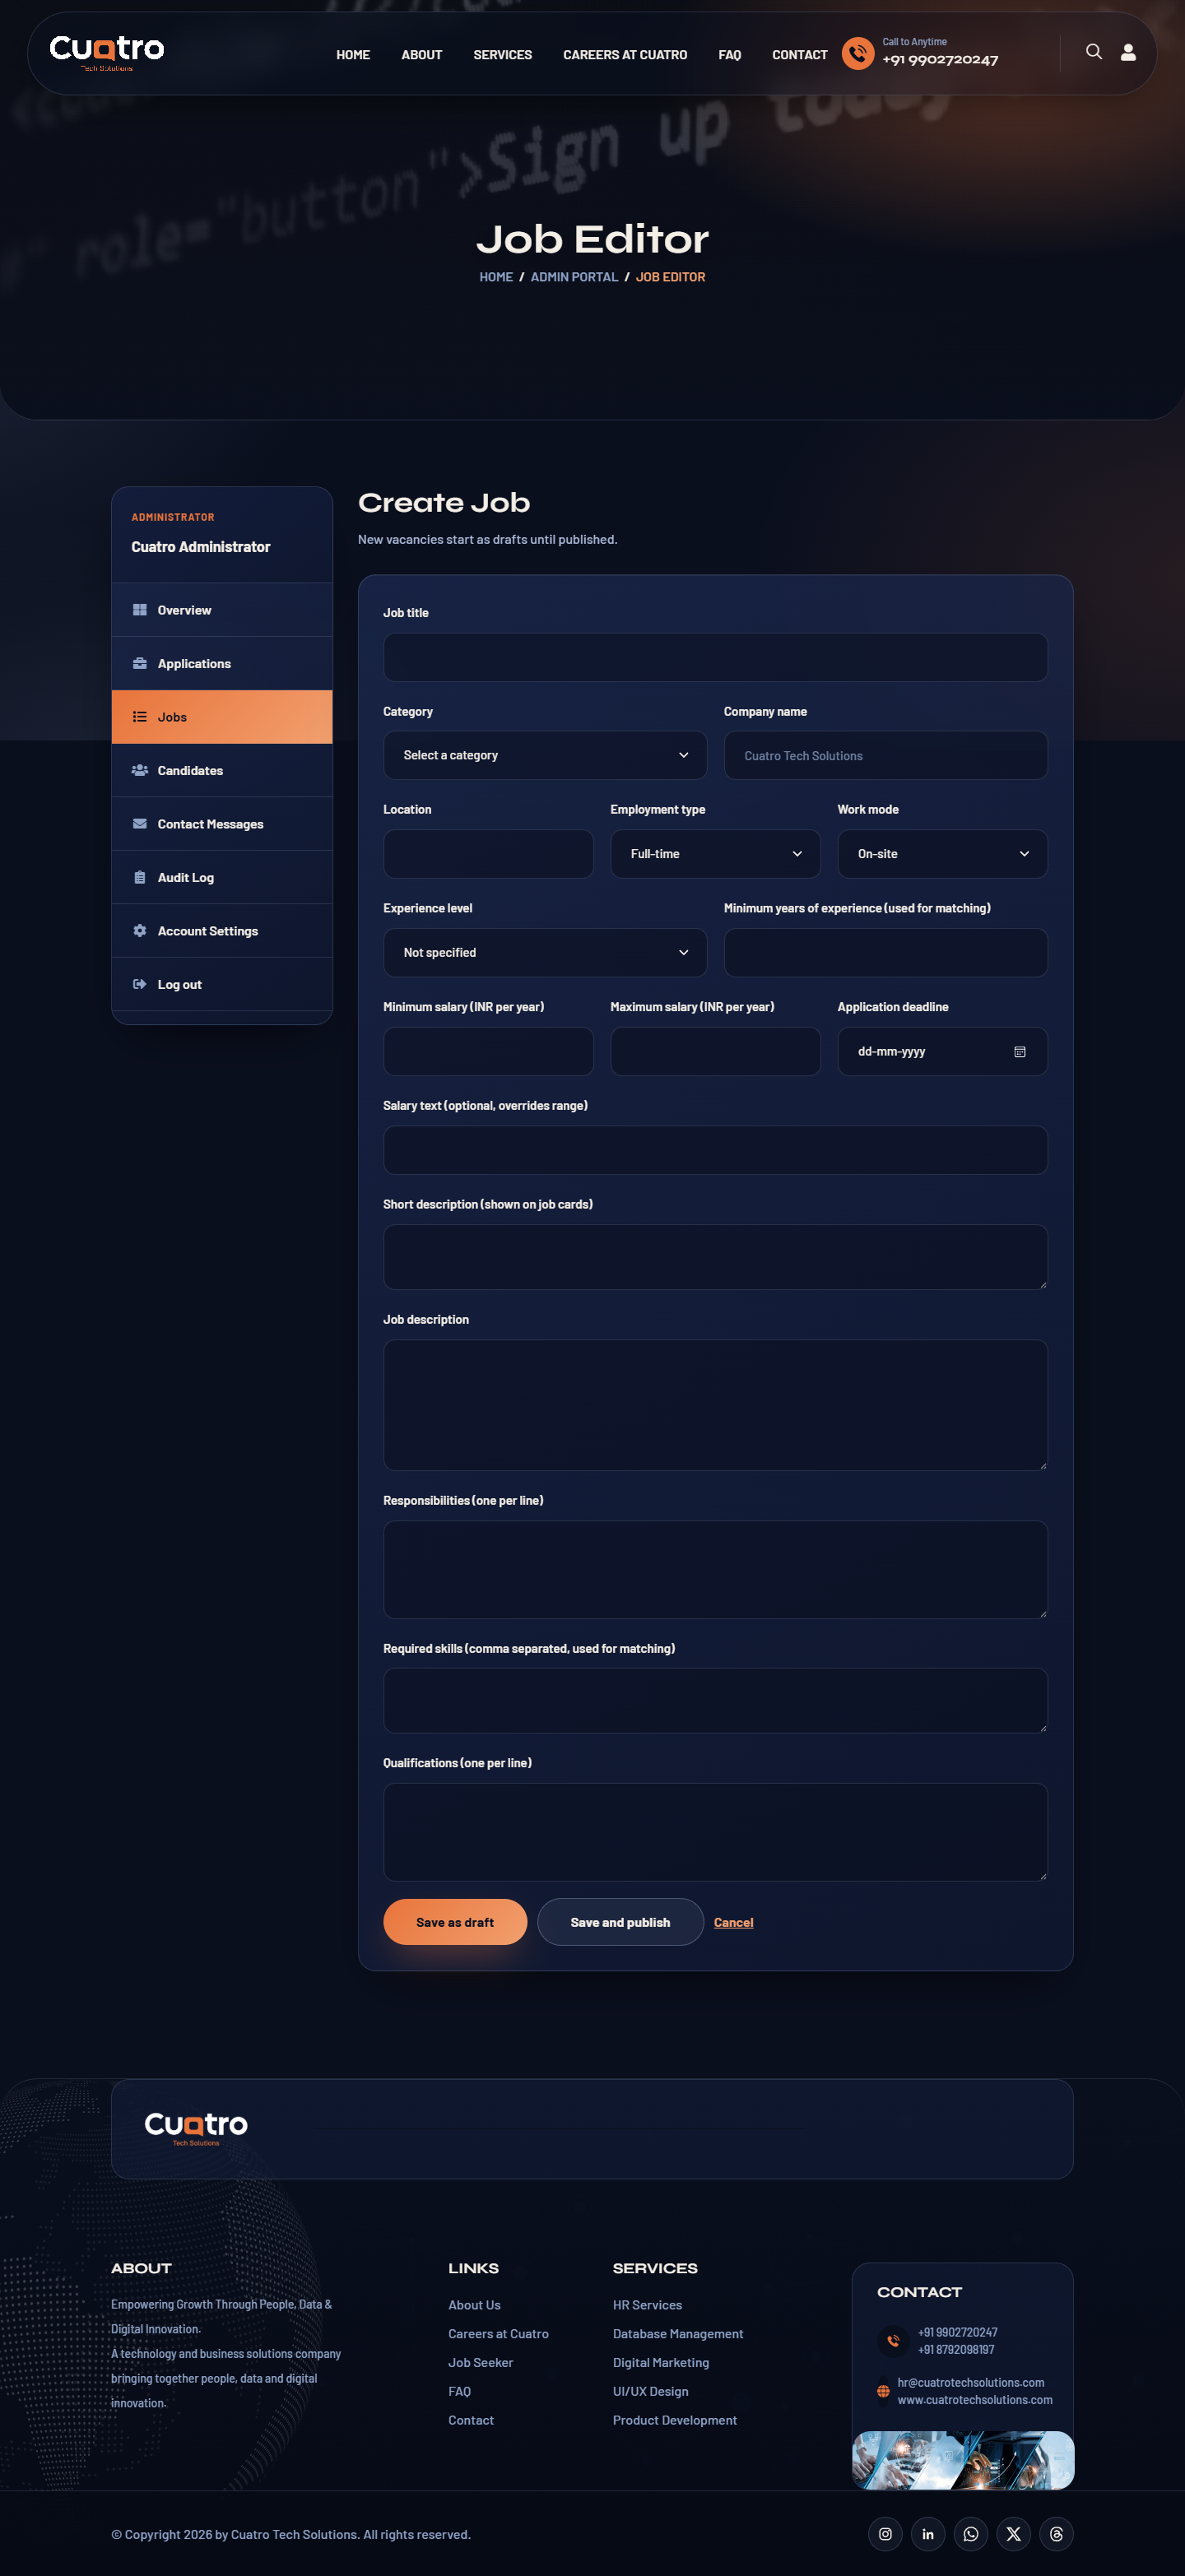 Cuatro
Tech Solutions
HOME
ABOUT
SERVICES
CAREERS AT CUATRO
FAQ
CONTACT
Call to Anytime
+91 9902720247
role="button">Sign up today
Job Editor
HOME / ADMIN PORTAL / JOB EDITOR
ADMINISTRATOR
Cuatro Administrator
Overview
Applications
Jobs
Candidates
Contact Messages
Audit Log
Account Settings
Log out
Create Job
New vacancies start as drafts until published.
Job title
Category
Company name
Select a category
Cuatro Tech Solutions
Location
Employment type
Work mode
Full-time
On-site
Experience level
Minimum years of experience (used for matching)
Not specified
Minimum salary (INR per year)
Maximum salary (INR per year)
Application deadline
dd-mm-yyyy
Salary text (optional, overrides range)
Short description (shown on job cards)
Job description
Responsibilities (one per line)
Required skills (comma separated, used for matching)
Qualifications (one per line)
Save as draft
Save and publish
Cancel
Cuatro
Tech Solutions
ABOUT
Empowering Growth Through People, Data &
Digital Innovation.
A technology and business solutions company
bringing together people, data and digital
innovation.
LINKS
About Us
Careers at Cuatro
Job Seeker
FAQ
Contact
SERVICES
HR Services
Database Management
Digital Marketing
UI/UX Design
Product Development
CONTACT
+91 9902720247
+91 8792098197
hr@cuatrotechsolutions.com
www.cuatrotechsolutions.com
© Copyright 2026 by Cuatro Tech Solutions. All rights reserved.